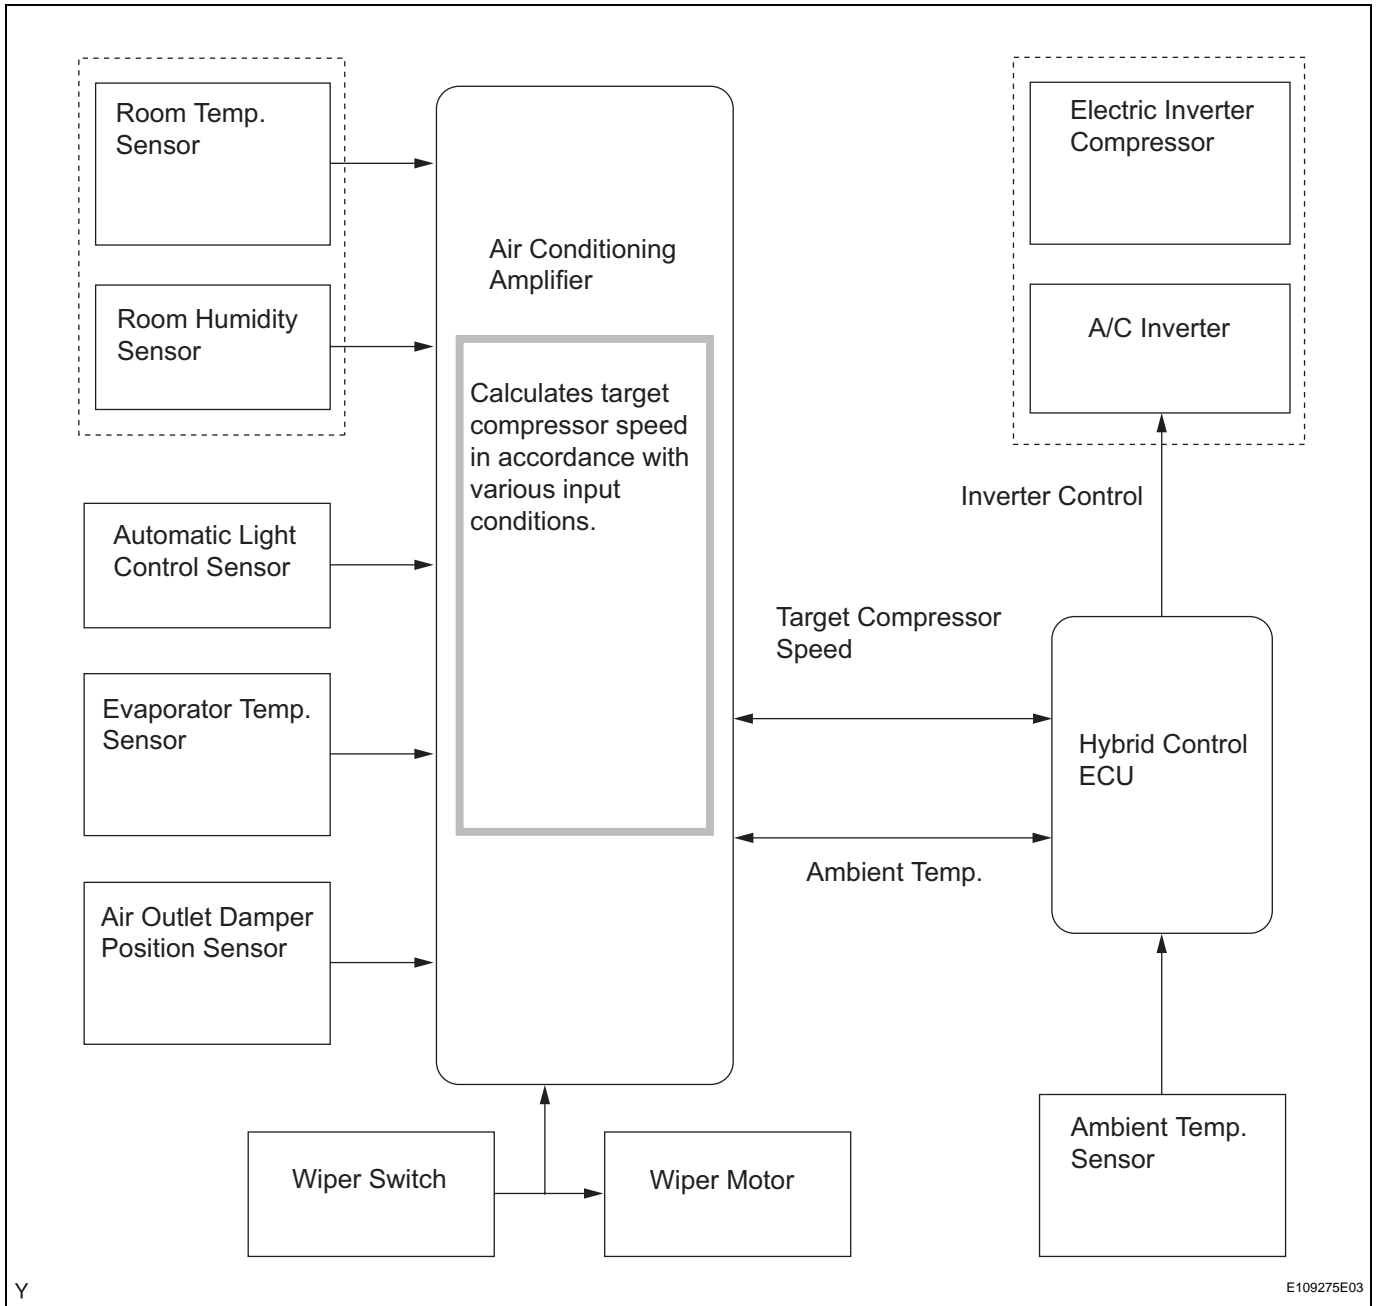 Room Temp.
Sensor
Room Humidity
Sensor
Automatic Light
Control Sensor
Evaporator Temp.
Sensor
Air Outlet Damper
Position Sensor
Air Conditioning
Amplifier
Calculates target
compressor speed
in accordance with
various input
conditions.
Wiper Switch
Wiper Motor
Target Compressor
Speed
Ambient Temp.
Electric Inverter
Compressor
A/C Inverter
Inverter Control
Hybrid Control
ECU
Ambient Temp.
Sensor
Y
E109275E03